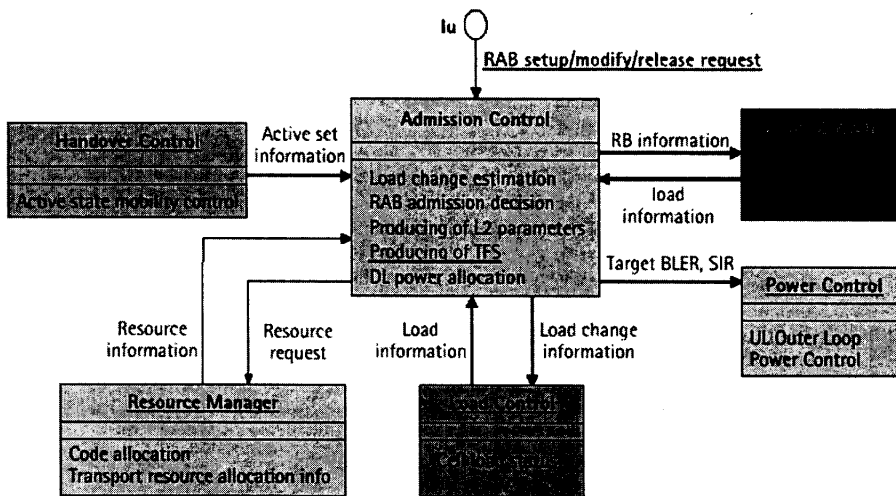 Iu
RAB setup/modify/release request
Admission Control
Load change estimation
RAB admission decision
Producing of L2 parameters
Producing of TFS
DL power allocation
Handover Control
Active state mobility control
Active set
information
RB information
load
information
Target BLER, SIR
Power Control
UL Outer Loop
Power Control
Resource
information
Resource
request
Load
information
Load change
information
Resource Manager
Code allocation
Transport resource allocation info
Load Control